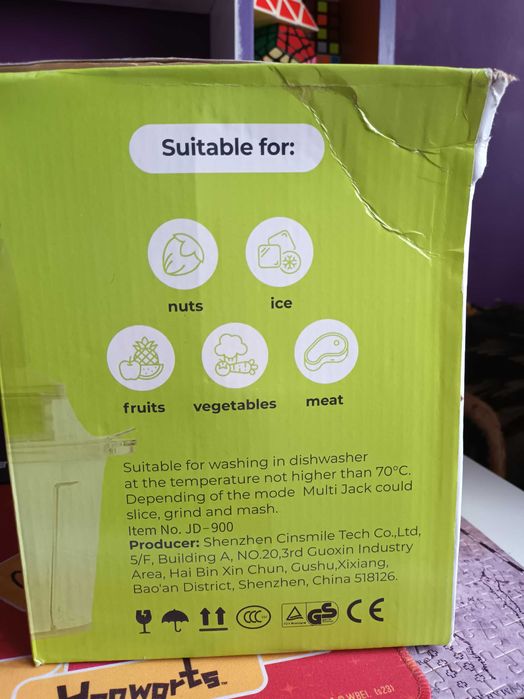 Suitable for:
nuts
ice
fruits
vegetables
meat
Suitable for washing in dishwasher
at the temperature not higher than 70°C.
Depending of the mode Multi Jack could
slice, grind and mash.
Item No. JD-900
Producer: Shenzhen Cinsmile Tech Co.,Ltd,
5/F, Building A, NO.20,3rd Guoxin Industry
Area, Hai Bin Xin Chun, Gushu,Xixiang,
Bao'an District, Shenzhen, China 518126.
CCC
GS
CE
Hogwarts